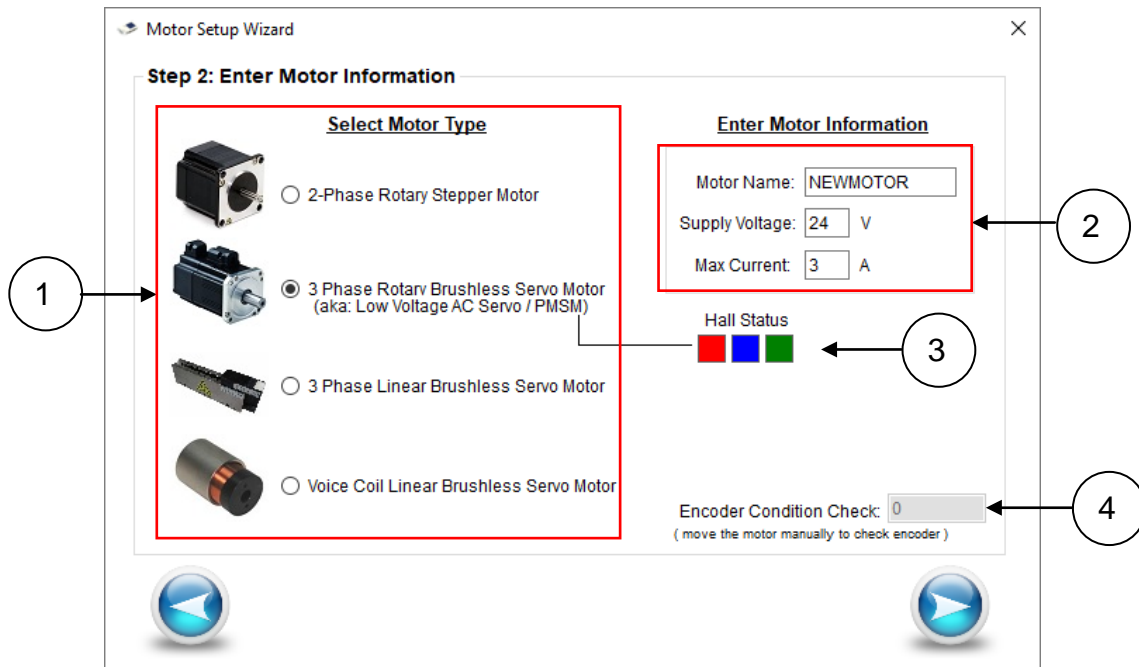 Motor Setup Wizard
Step 2: Enter Motor Information
Select Motor Type
2-Phase Rotary Stepper Motor
3 Phase Rotary Brushless Servo Motor
(aka: Low Voltage AC Servo / PMSM)
3 Phase Linear Brushless Servo Motor
Voice Coil Linear Brushless Servo Motor
1
Enter Motor Information
Motor Name: NEWMOTOR
Supply Voltage: 24 V
Max Current: 3 A
2
Hall Status
3
Encoder Condition Check: 0
( move the motor manually to check encoder )
4